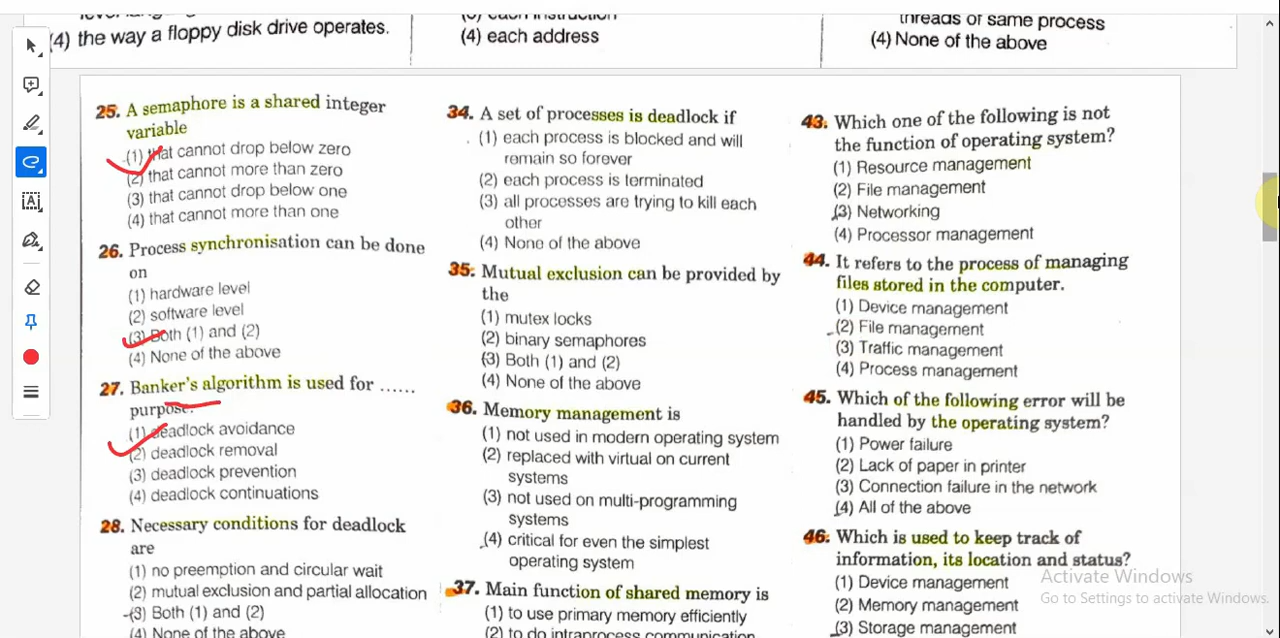 (4) the way a floppy disk drive operates.
(4) each address
threads of same process
(4) None of the above
25. A semaphore is a shared integer
variable
(1) that cannot drop below zero
(2) that cannot more than zero
(3) that cannot drop below one
(4) that cannot more than one
26. Process synchronisation can be done
on
(1) hardware level
(2) software level
(3) Both (1) and (2)
(4) None of the above
27. Banker's algorithm is used for ......
purpose.
(1) deadlock avoidance
(2) deadlock removal
(3) deadlock prevention
(4) deadlock continuations
28. Necessary conditions for deadlock
are
(1) no preemption and circular wait
(2) mutual exclusion and partial allocation
(3) Both (1) and (2)
(4) None of the above
34. A set of processes is deadlock if
(1) each process is blocked and will
remain so forever
(2) each process is terminated
(3) all processes are trying to kill each
other
(4) None of the above
35. Mutual exclusion can be provided by
the
(1) mutex locks
(2) binary semaphores
(3) Both (1) and (2)
(4) None of the above
36. Memory management is
(1) not used in modern operating system
(2) replaced with virtual on current
systems
(3) not used on multi-programming
systems
(4) critical for even the simplest
operating system
37. Main function of shared memory is
(1) to use primary memory efficiently
(2) to do intraprocess communication
43. Which one of the following is not
the function of operating system?
(1) Resource management
(2) File management
(3) Networking
(4) Processor management
44. It refers to the process of managing
files stored in the computer.
(1) Device management
(2) File management
(3) Traffic management
(4) Process management
45. Which of the following error will be
handled by the operating system?
(1) Power failure
(2) Lack of paper in printer
(3) Connection failure in the network
(4) All of the above
46. Which is used to keep track of
information, its location and status?
(1) Device management
(2) Memory management
(3) Storage management
Activate Windows
Go to Settings to activate Windows.